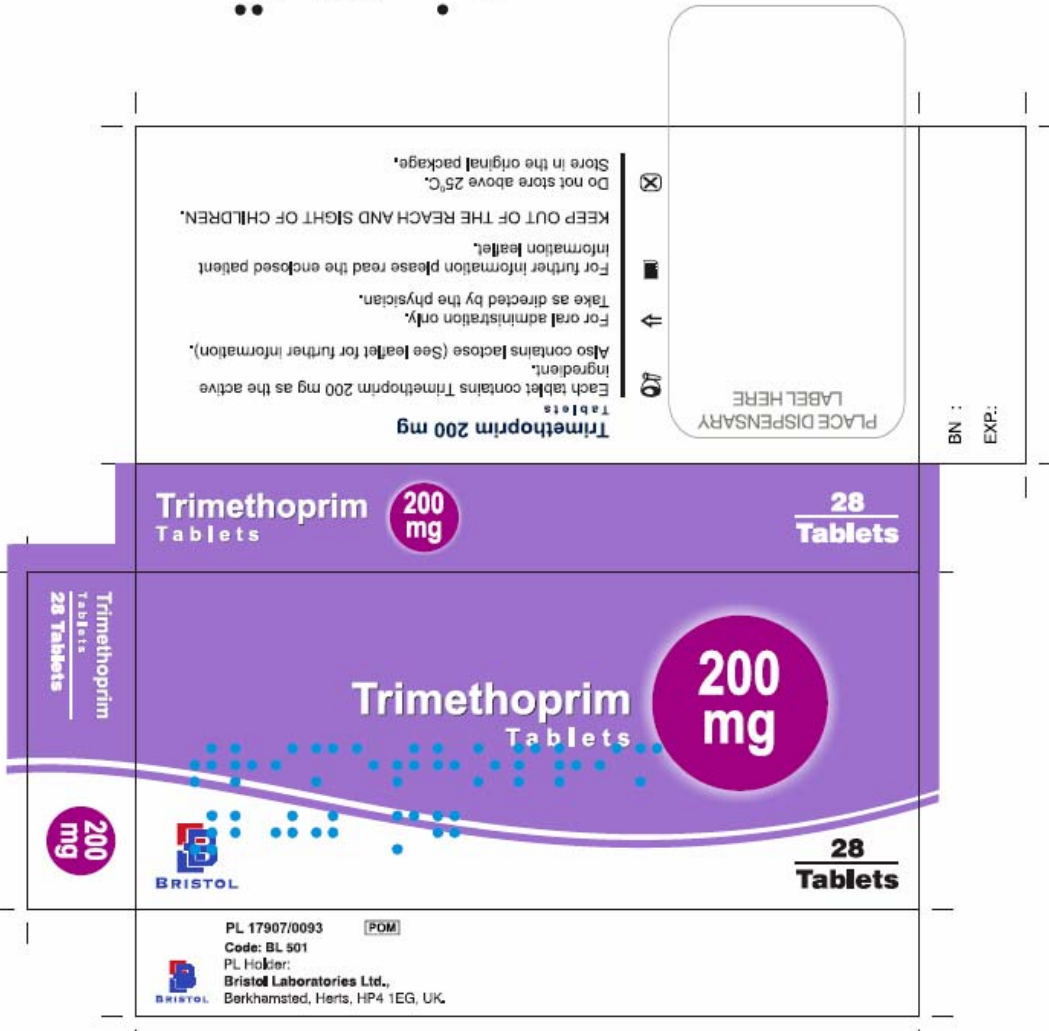 Trimethoprim 200 mg
Tablets
Each tablet contains Trimethoprim 200 mg as the active
ingredient.
Also contains lactose (See leaflet for further information).
For oral administration only.
Take as directed by the physician.
For further information please read the enclosed patient
information leaflet.
KEEP OUT OF THE REACH AND SIGHT OF CHILDREN.
Do not store above 25°C.
Store in the original package.
PLACE DISPENSARY
LABEL HERE
BN :
EXP.:
Trimethoprim
Tablets
200
mg
28
Tablets
Trimethoprim
Tablets
28 Tablets
200
mg
Trimethoprim
Tablets
200
mg
BRISTOL
28
Tablets
PL 17907/0093
POM
Code: BL 501
PL Holder:
Bristol Laboratories Ltd.,
Berkhamsted, Herts, HP4 1EG, UK.
BRISTOL